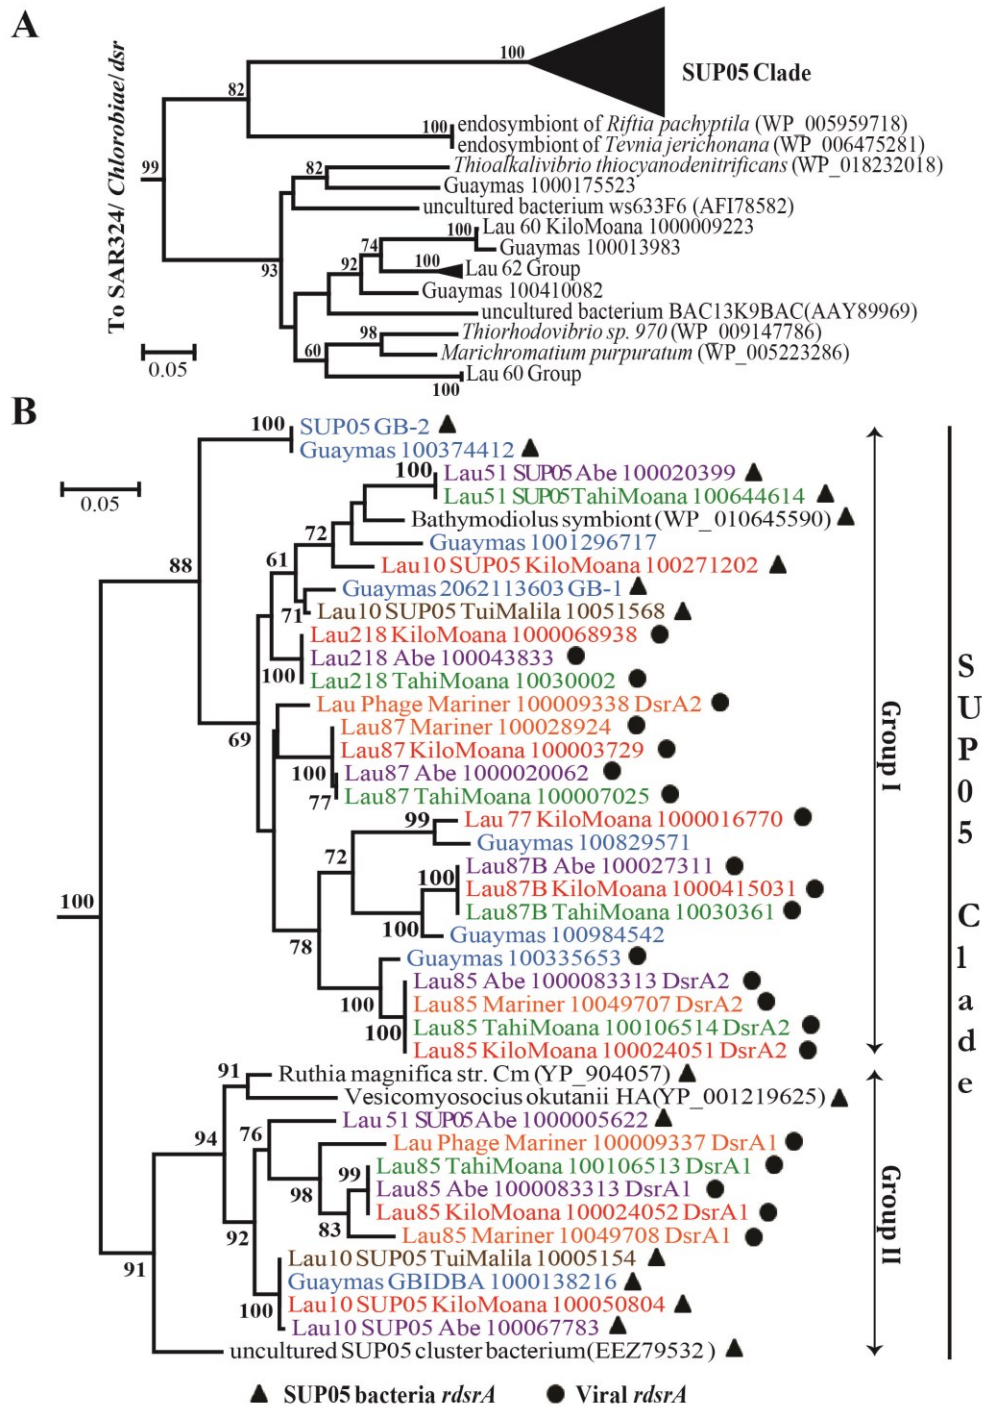 A
To SAR324/ Chlorobiae/ dsr
100
SUP05 Clade
82
100 endosymbiont of Riftia pachyptila (WP_005959718)
endosymbiont of Tevnia jerichonana (WP_006475281)
99
82 Thioalkalivibrio thiocyanodenitrificans (WP_018232018)
Guaymas 1000175523
uncultured bacterium ws633F6 (AFI78582)
100 Lau 60 KiloMoana 1000009223
74 Guaymas 100013983
93 92 100 Lau 62 Group
Guaymas 100410082
uncultured bacterium BAC13K9BAC(AAY89969)
98 Thiorhodovibrio sp. 970 (WP_009147786)
0.05 60 Marichromatium purpuratum (WP_005223286)
Lau 60 Group
100
B
100 SUP05 GB-2
Guaymas 100374412
100 Lau51 SUP05 Abe 100020399
0.05 Lau51 SUP05 TahiMoana 100644614
Bathymodiolus symbiont (WP_010645590)
72 Guaymas 1001296717
88 61 Lau10 SUP05 KiloMoana 100271202
Guaymas 2062113603 GB-1
71 Lau10 SUP05 TuiMalila 10051568
Lau218 KiloMoana 1000068938
Lau218 Abe 100043833
100 Lau218 TahiMoana 10030002
Lau Phage Mariner 100009338 DsrA2
69 Lau87 Mariner 100028924
Lau87 KiloMoana 100003729
100 Lau87 Abe 1000020062
77 Lau87 TahiMoana 100007025
99 Lau 77 KiloMoana 1000016770
72 Guaymas 100829571
100 Lau87B Abe 100027311
Lau87B KiloMoana 1000415031
100 Lau87B TahiMoana 10030361
100 Guaymas 100984542
78 Guaymas 100335653
Lau85 Abe 1000083313 DsrA2
100 Lau85 Mariner 10049707 DsrA2
Lau85 TahiMoana 100106514 DsrA2
100 Lau85 KiloMoana 100024051 DsrA2
Group I
91 Ruthia magnifica str. Cm (YP_904057)
Vesicomyosocius okutanii HA(YP_001219625)
94 76 Lau 51 SUP05 Abe 1000005622
Lau Phage Mariner 100009337 DsrA1
99 Lau85 TahiMoana 100106513 DsrA1
98 Lau85 Abe 1000083313 DsrA1
Lau85 KiloMoana 100024052 DsrA1
92 83 Lau85 Mariner 10049708 DsrA1
91 Lau10 SUP05 TuiMalila 10005154
Guaymas GBIDBA 1000138216
100 Lau10 SUP05 KiloMoana 100050804
Lau10 SUP05 Abe 100067783
uncultured SUP05 cluster bacterium(EEZ79532 )
Group II
SUP05 Clade
▲ SUP05 bacteria rdsrA ● Viral rdsrA